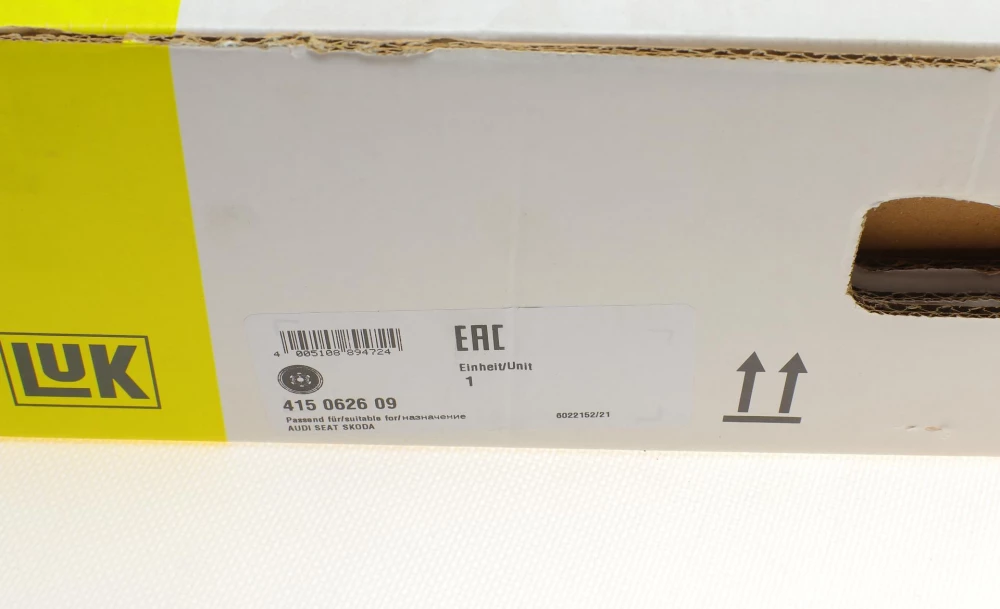 LUK
4 005108 894724
EAC
Einheit/Unit
1
415 0626 09
Passend für/suitable for/назначение
AUDI SEAT SKODA
6022152/21